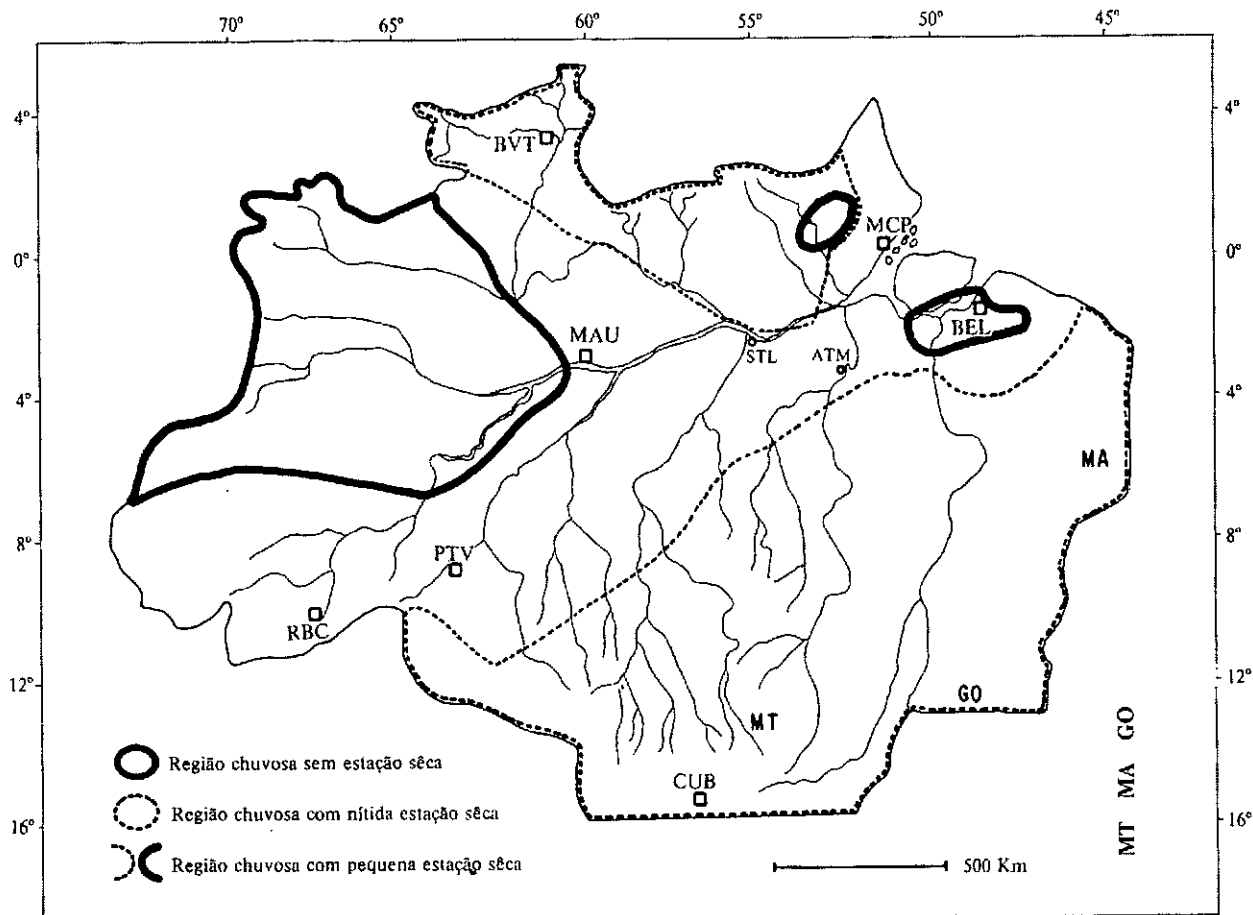 70° 65° 60° 55° 50° 45°
4° 4°
BVT
MCP
0° 0°
BEL
MAU
STL ATM
4° 4°
MA
8° 8°
PTV
RBC
12° 12°
GO
MT
Região chuvosa sem estação sêca
CUB
Região chuvosa com nítida estação sêca
16° 16°
Região chuvosa com pequena estação sêca
500 Km
MT MA GO